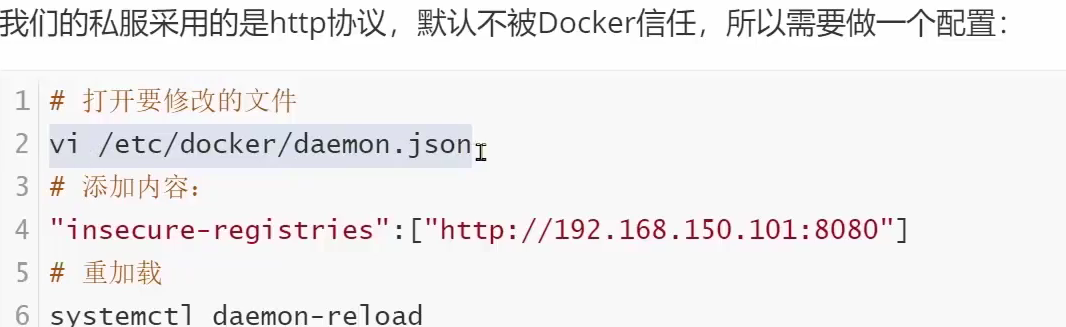 我们的私服采用的是http协议，默认不被Docker信任，所以需要做一个配置：
1 # 打开要修改的文件
2 vi /etc/docker/daemon.json
3 # 添加内容：
4 "insecure-registries":["http://192.168.150.101:8080"]
5 # 重加载
6 systemctl daemon-reload